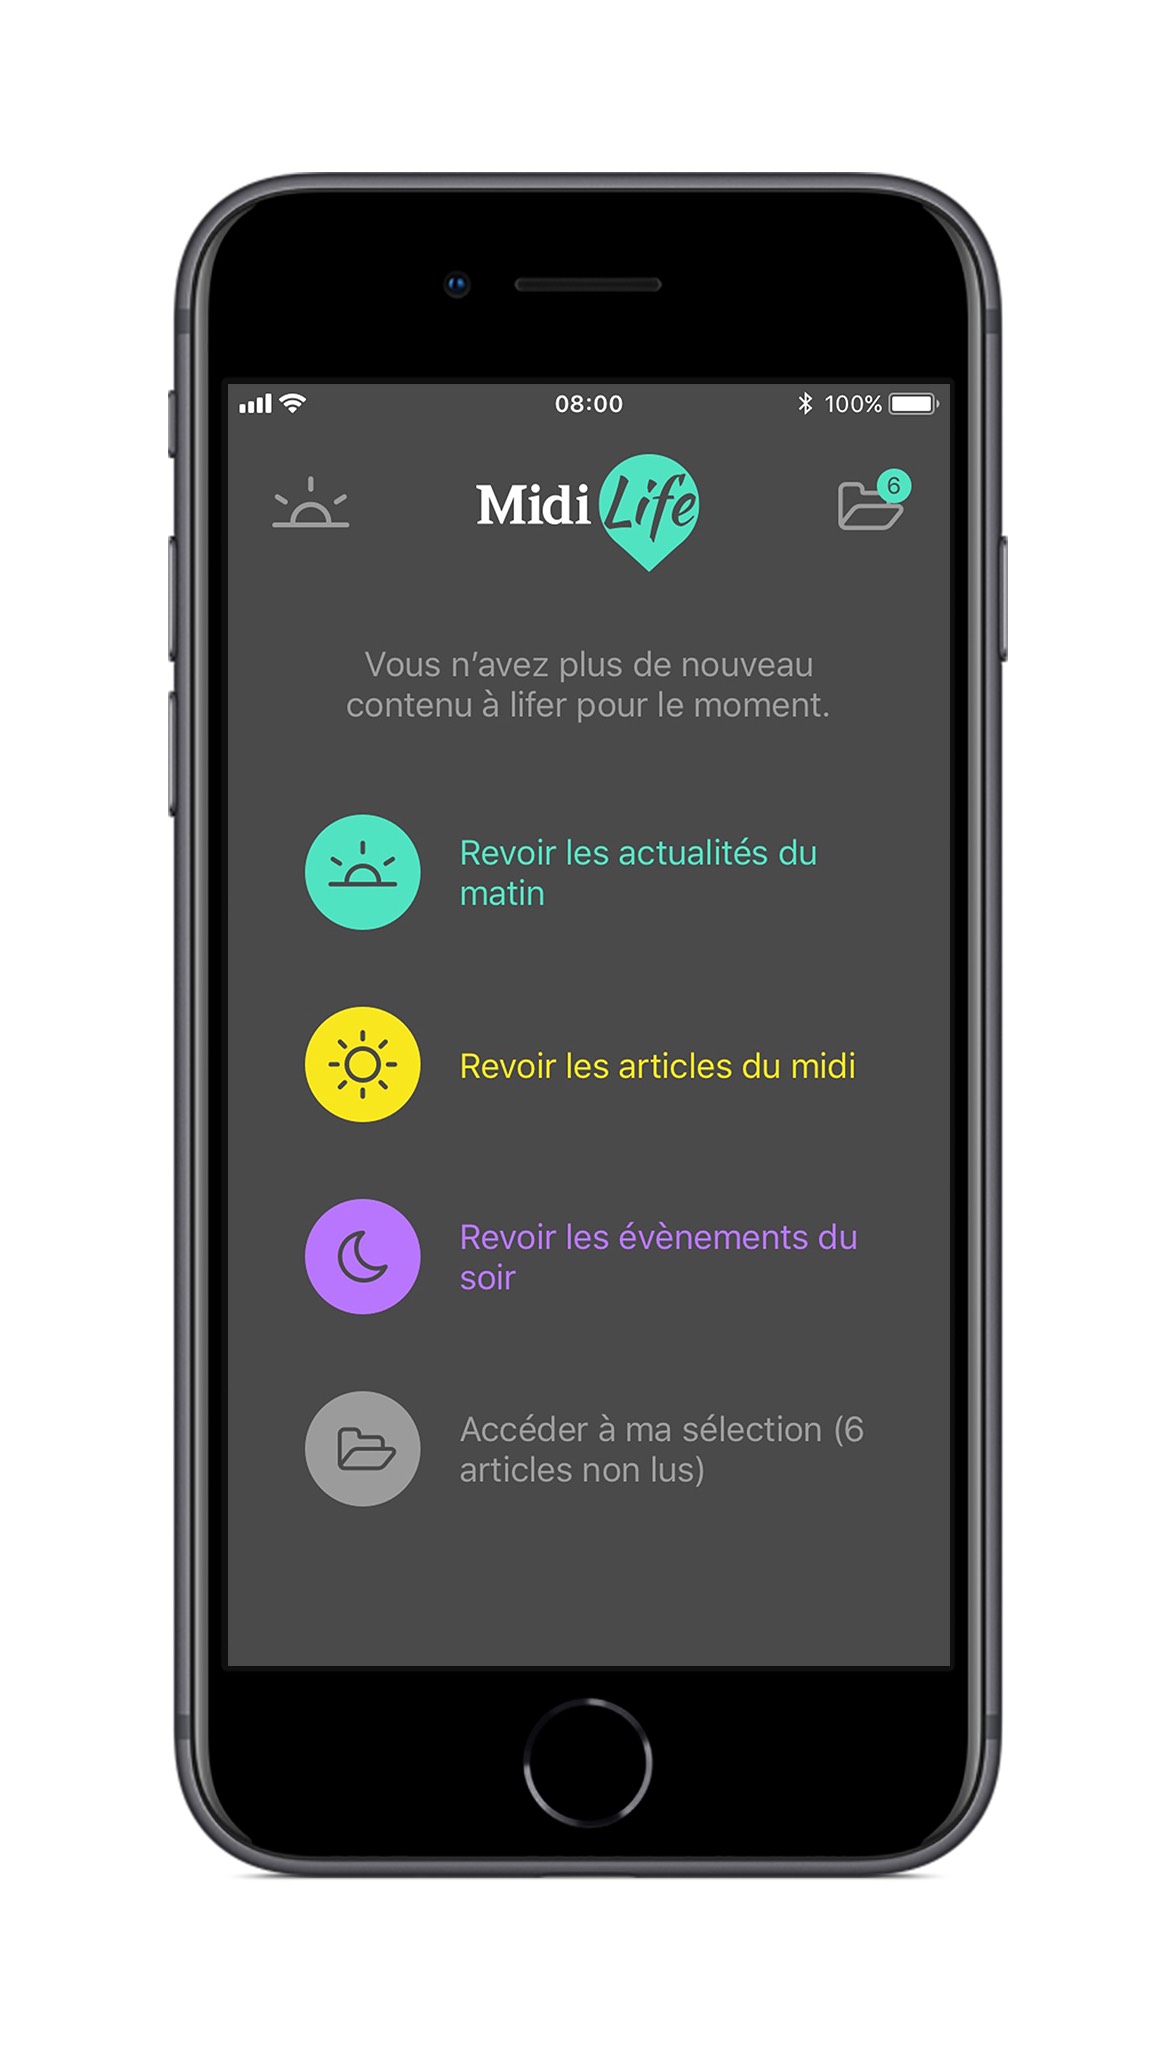 08:00
100%
Midi Life
6
Vous n’avez plus de nouveau
contenu à lifer pour le moment.
Revoir les actualités du
matin
Revoir les articles du midi
Revoir les évènements du
soir
Accéder à ma sélection (6
articles non lus)